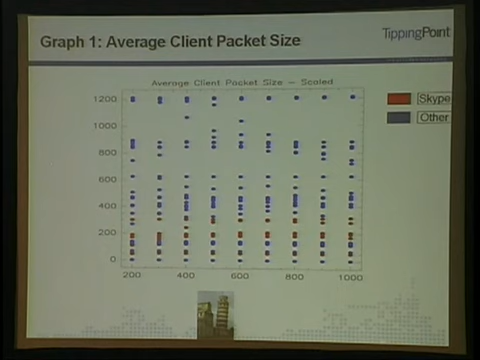 Graph 1: Average Client Packet Size
TippingPoint
Average Client Packet Size - Scaled
Skype
Other
1200
1000
800
600
400
200
0
200
400
600
800
1000